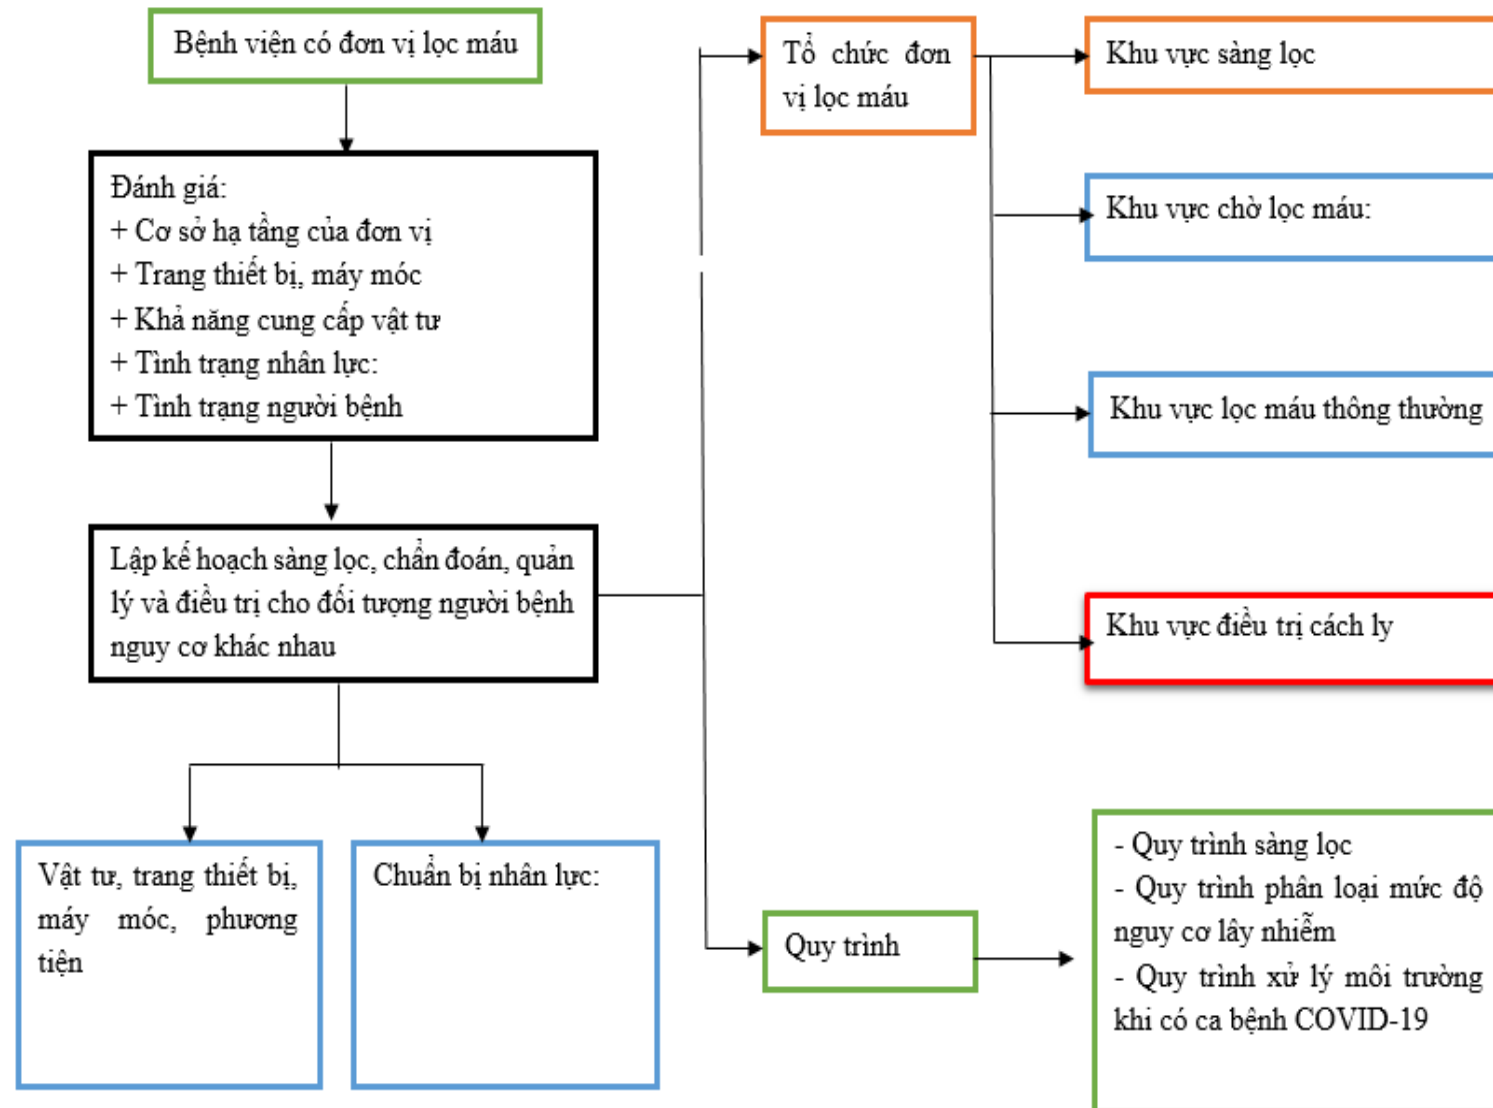 Bệnh viện có đơn vị lọc máu
Đánh giá:
+ Cơ sở hạ tầng của đơn vị
+ Trang thiết bị, máy móc
+ Khả năng cung cấp vật tư
+ Tình trạng nhân lực:
+ Tình trạng người bệnh
Lập kế hoạch sàng lọc, chẩn đoán, quản
lý và điều trị cho đối tượng người bệnh
nguy cơ khác nhau
Vật tư, trang thiết bị,
máy móc, phương
tiện
Chuẩn bị nhân lực:
Tổ chức đơn
vị lọc máu
Khu vực sàng lọc
Khu vực chờ lọc máu:
Khu vực lọc máu thông thường
Khu vực điều trị cách ly
Quy trình
- Quy trình sàng lọc
- Quy trình phân loại mức độ
nguy cơ lây nhiễm
- Quy trình xử lý môi trường
khi có ca bệnh COVID-19